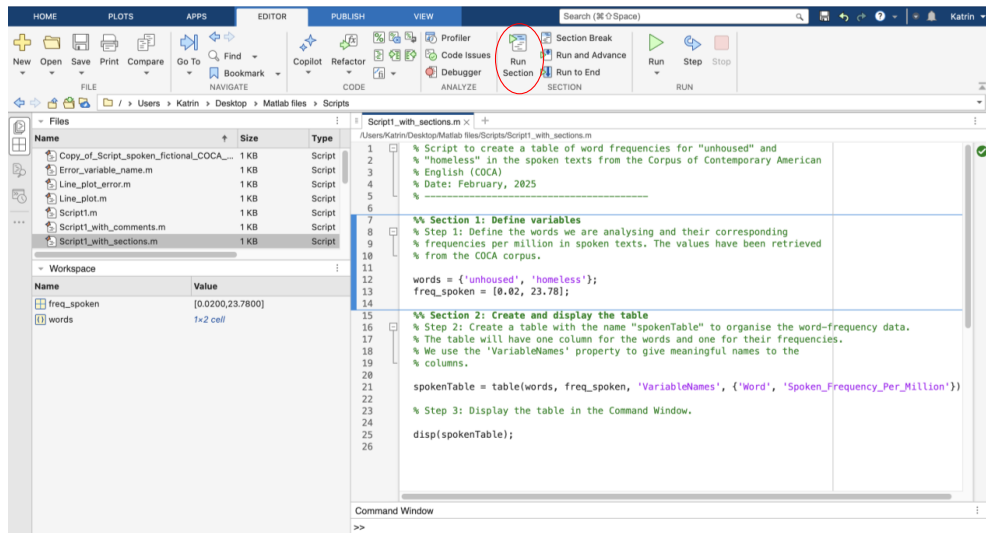 HOME PLOTS APPS EDITOR PUBLISH VIEW Search (⌘⇧Space) Katrin
New Open Save Print Compare Go To Find Bookmark Copilot Refactor Profiler Code Issues Debugger Run Section Section Break Run and Advance Run to End Run Step Stop
FILE NAVIGATE CODE ANALYZE SECTION RUN
/ › Users › Katrin › Desktop › Matlab files › Scripts
Files
Name Size Type
Copy_of_Script_spoken_fictional_COCA_... 1 KB Script
Error_variable_name.m 1 KB Script
Line_plot_error.m 1 KB Script
Line_plot.m 1 KB Script
Script1.m 1 KB Script
Script1_with_comments.m 1 KB Script
Script1_with_sections.m 1 KB Script
Workspace
Name Value
freq_spoken [0.0200,23.7800]
words 1×2 cell
Script1_with_sections.m × +
/Users/Katrin/Desktop/Matlab files/Scripts/Script1_with_sections.m
1 % Script to create a table of word frequencies for "unhoused" and
2 % "homeless" in the spoken texts from the Corpus of Contemporary American
3 % English (COCA)
4 % Date: February, 2025
5 % ----------------------------------------
6
7 %% Section 1: Define variables
8 % Step 1: Define the words we are analysing and their corresponding
9 % frequencies per million in spoken texts. The values have been retrieved
10 % from the COCA corpus.
11
12 words = {'unhoused', 'homeless'};
13 freq_spoken = [0.02, 23.78];
14
15 %% Section 2: Create and display the table
16 % Step 2: Create a table with the name "spokenTable" to organise the word-frequency data.
17 % The table will have one column for the words and one for their frequencies.
18 % We use the 'VariableNames' property to give meaningful names to the
19 % columns.
20
21 spokenTable = table(words, freq_spoken, 'VariableNames', {'Word', 'Spoken_Frequency_Per_Million'})
22
23 % Step 3: Display the table in the Command Window.
24
25 disp(spokenTable);
26
Command Window
>>